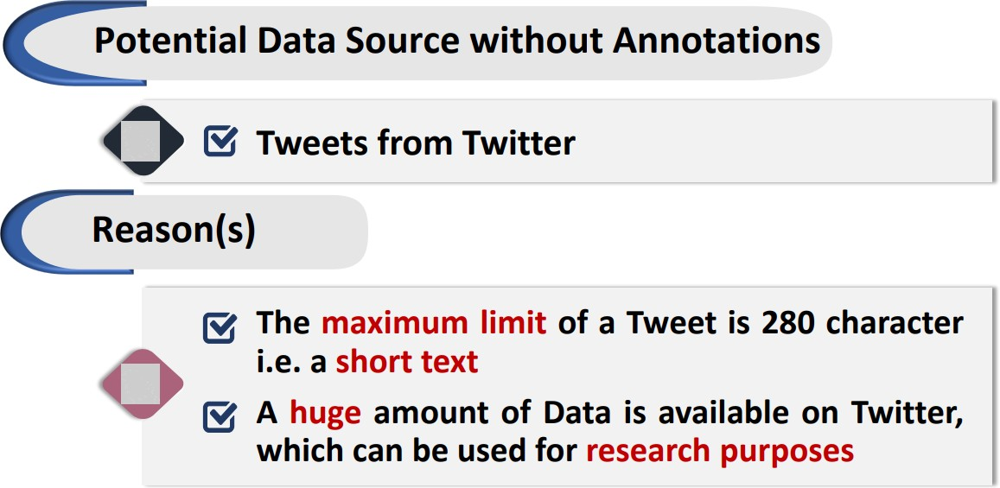 Potential Data Source without Annotations
Tweets from Twitter
Reason(s)
The maximum limit of a Tweet is 280 character
i.e. a short text
A huge amount of Data is available on Twitter,
which can be used for research purposes